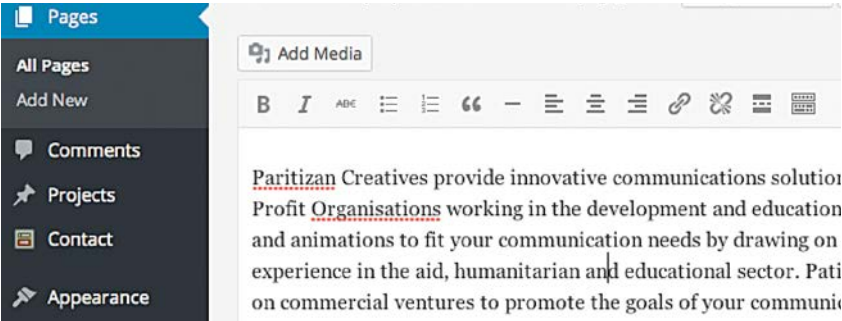 Pages
All Pages
Add New
Comments
Projects
Contact
Appearance
Add Media
B I ABC
Paritizan Creatives provide innovative communications solution
Profit Organisations working in the development and education
and animations to fit your communication needs by drawing on
experience in the aid, humanitarian and educational sector. Pati
on commercial ventures to promote the goals of your communic